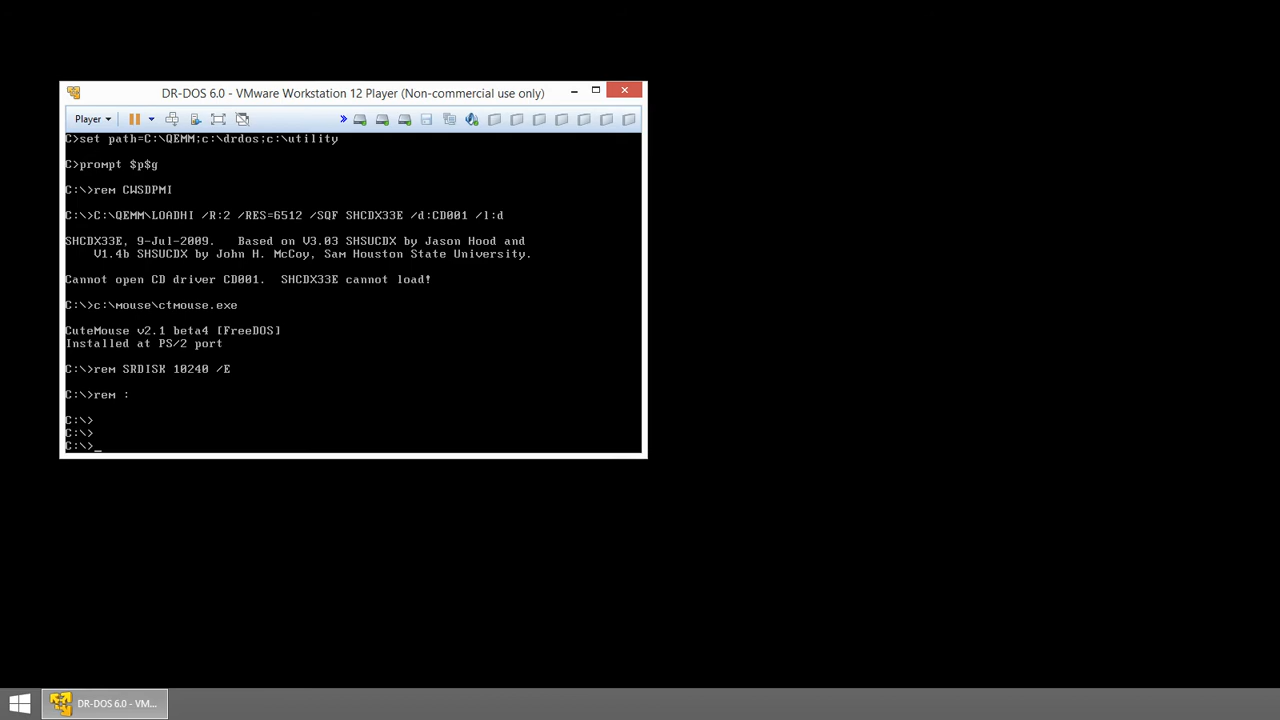 DR-DOS 6.0 - VMware Workstation 12 Player (Non-commercial use only)
Player
C>set path=C:\QEMM;c:\drdos;c:\utility
C>prompt $p$g
C:\>rem CWSDPMI
C:\>C:\QEMM\LOADHI /R:2 /RES=6512 /SQF SHCDX33E /d:CD001 /l:d
SHCDX33E, 9-Jul-2009.   Based on V3.03 SHSUCDX by Jason Hood and
V1.4b SHSUCDX by John H. McCoy, Sam Houston State University.
Cannot open CD driver CD001.  SHCDX33E cannot load!
C:\>c:\mouse\ctmouse.exe
CuteMouse v2.1 beta4 [FreeDOS]
Installed at PS/2 port
C:\>rem SRDISK 10240 /E
C:\>rem :
C:\>
C:\>
C:\>_
DR-DOS 6.0 - VM...